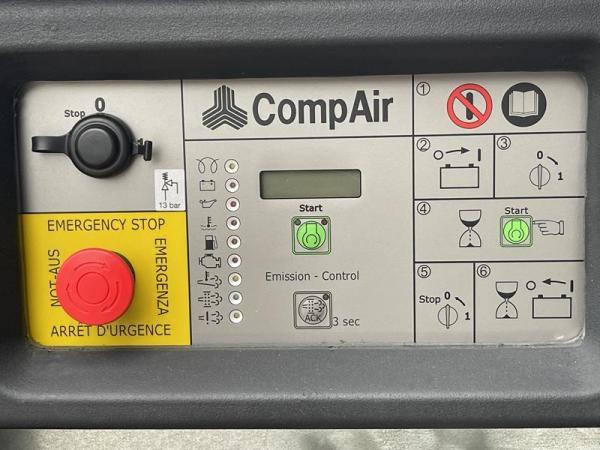 Stop 0
13 bar
EMERGENCY STOP
NOT-AUS
EMERGENZA
ARRÊT D'URGENCE
CompAir
Start
Emission - Control
ACK
3 sec
1
2
3
0
1
4
Start
5
Stop 0
1
6